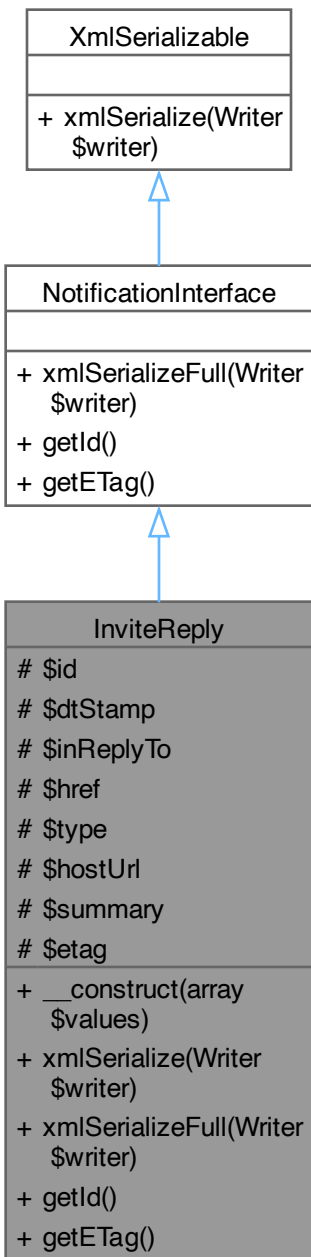 XmlSerializable
+ xmlSerialize(Writer
$writer)
NotificationInterface
+ xmlSerializeFull(Writer
$writer)
+ getId()
+ getETag()
InviteReply
# $id
# $dtStamp
# $inReplyTo
# $href
# $type
# $hostUrl
# $summary
# $etag
+ __construct(array
$values)
+ xmlSerialize(Writer
$writer)
+ xmlSerializeFull(Writer
$writer)
+ getId()
+ getETag()